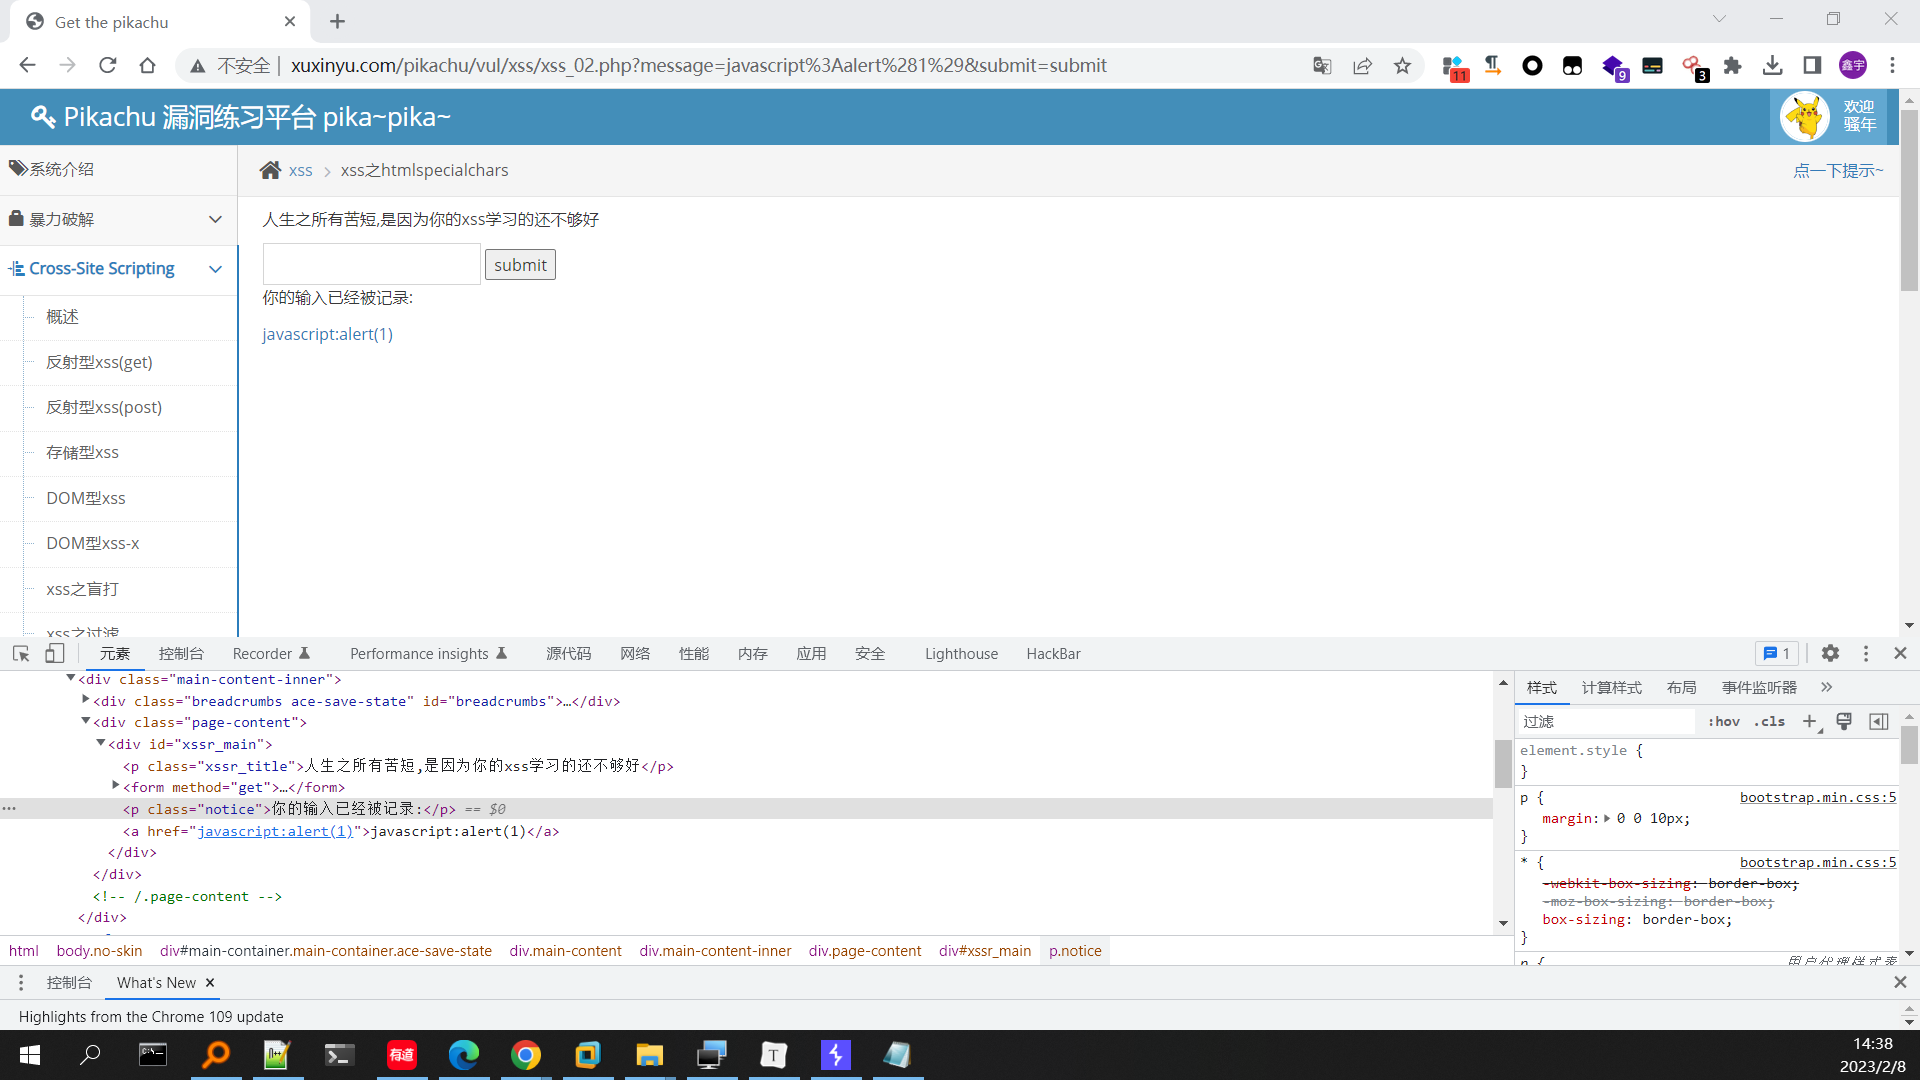 Get the pikachu
不安全
xuxinyu.com/pikachu/vul/xss/xss_02.php?message=javascript%3Aalert%281%29&submit=submit
11
9
3
鑫宇
Pikachu 漏洞练习平台 pika~pika~
欢迎
骚年
系统介绍
暴力破解
Cross-Site Scripting
概述
反射型xss(get)
反射型xss(post)
存储型xss
DOM型xss
DOM型xss-x
xss之盲打
xss之过滤
xss
xss之htmlspecialchars
点一下提示~
人生之所有苦短,是因为你的xss学习的还不够好
submit
你的输入已经被记录:
javascript:alert(1)
元素
控制台
Recorder
Performance insights
源代码
网络
性能
内存
应用
安全
Lighthouse
HackBar
1
<div class="main-content-inner">
<div class="breadcrumbs ace-save-state" id="breadcrumbs">…</div>
<div class="page-content">
<div id="xssr_main">
<p class="xssr_title">人生之所有苦短,是因为你的xss学习的还不够好</p>
<form method="get">…</form>
<p class="notice">你的输入已经被记录:</p> == $0
<a href="javascript:alert(1)">javascript:alert(1)</a>
</div>
</div>
<!-- /.page-content -->
</div>
样式
计算样式
布局
事件监听器
过滤
:hov
.cls
element.style {
}
p {
bootstrap.min.css:5
margin: 0 0 10px;
}
* {
bootstrap.min.css:5
-webkit-box-sizing: border-box;
-moz-box-sizing: border-box;
box-sizing: border-box;
}
p {
用户代理样式表
html
body.no-skin
div#main-container.main-container.ace-save-state
div.main-content
div.main-content-inner
div.page-content
div#xssr_main
p.notice
控制台
What's New
Highlights from the Chrome 109 update
有道
T
14:38
2023/2/8